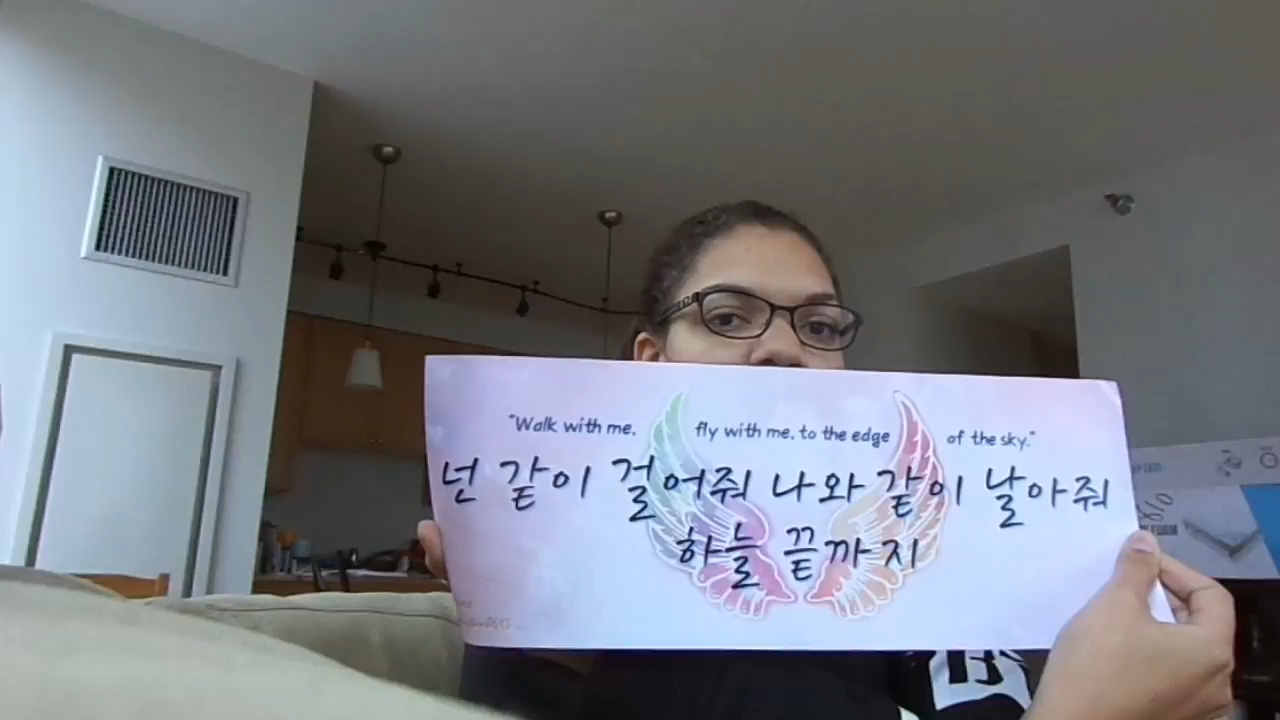 "Walk with me, fly with me, to the edge of the sky."
넌 같이 걸어줘 나와 같이 날아줘
하늘 끝까지